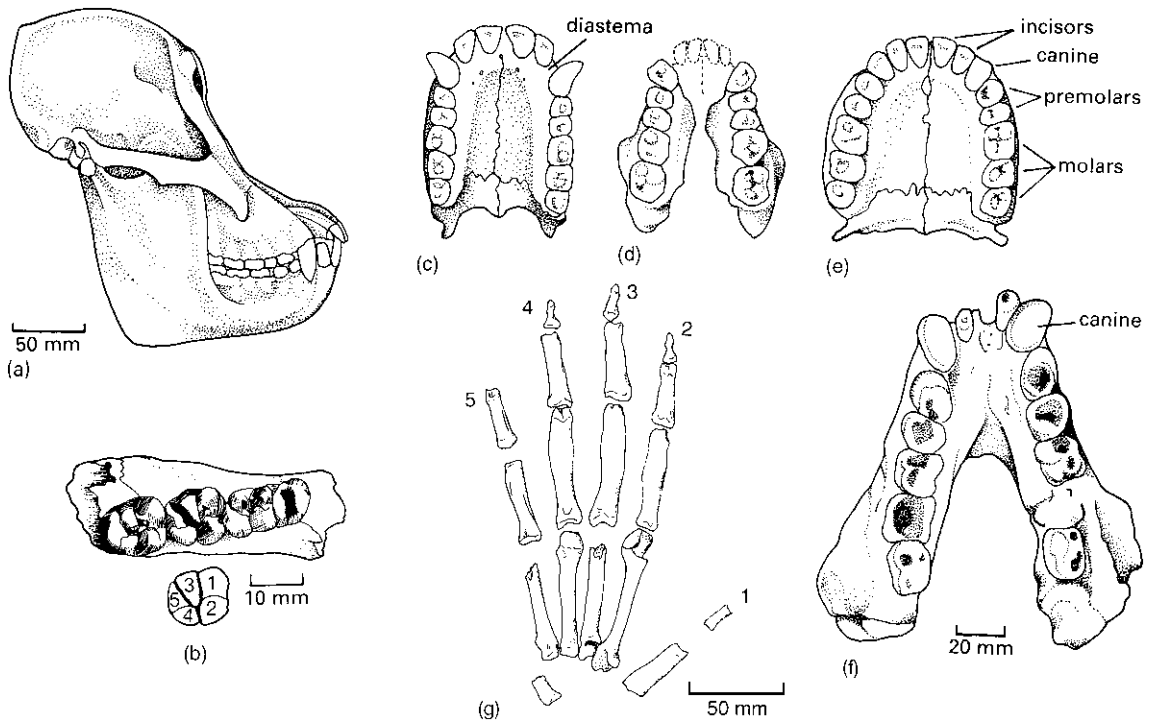 diastema
incisors
canine
premolars
molars
50 mm
(a)
(c)
(d)
(e)
3
4
2
canine
5
1
3 1
5
4 2
10 mm
(b)
20 mm
(f)
50 mm
(g)